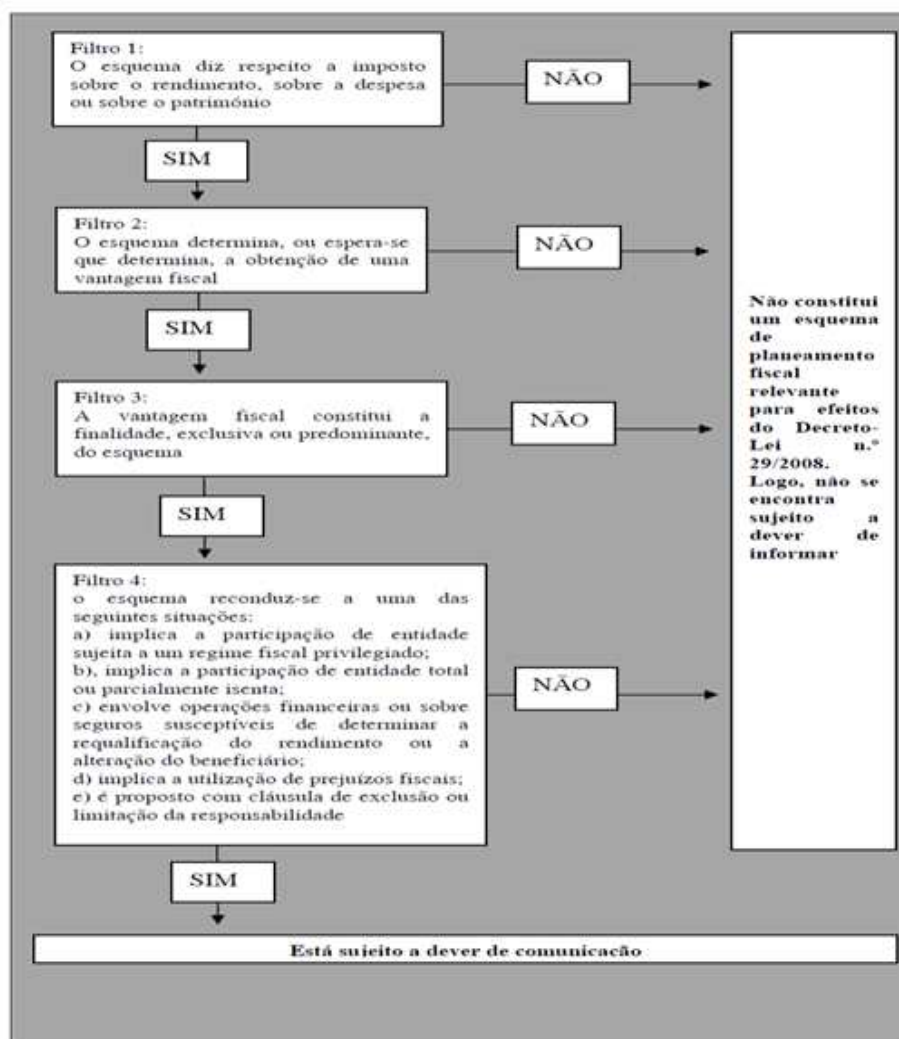 Filtro 1:
O esquema diz respeito a imposto
sobre o rendimento, sobre a despesa
ou sobre o património
NÃO
SIM
Filtro 2:
O esquema determina, ou espera-se
que determina, a obtenção de uma
vantagem fiscal
NÃO
SIM
Filtro 3:
A vantagem fiscal constitui a
finalidade, exclusiva ou predominante,
do esquema
NÃO
SIM
Filtro 4:
o esquema reconduz-se a uma das
seguintes situações:
a) implica a participação de entidade
sujeita a um regime fiscal privilegiado;
b), implica a participação de entidade total
ou parcialmente isenta;
c) envolve operações financeiras ou sobre
seguros susceptíveis de determinar a
requalificação do rendimento ou a
alteração do beneficiário;
d) implica a utilização de prejuízos fiscais;
e) é proposto com cláusula de exclusão ou
limitação da responsabilidade
NÃO
SIM
Não constitui
um esquema
de
planeamento
fiscal
relevante
para efeitos
do Decreto-
Lei n.º
29/2008.
Logo, não se
encontra
sujeito a
dever de
informar
Está sujeito a dever de comunicacão